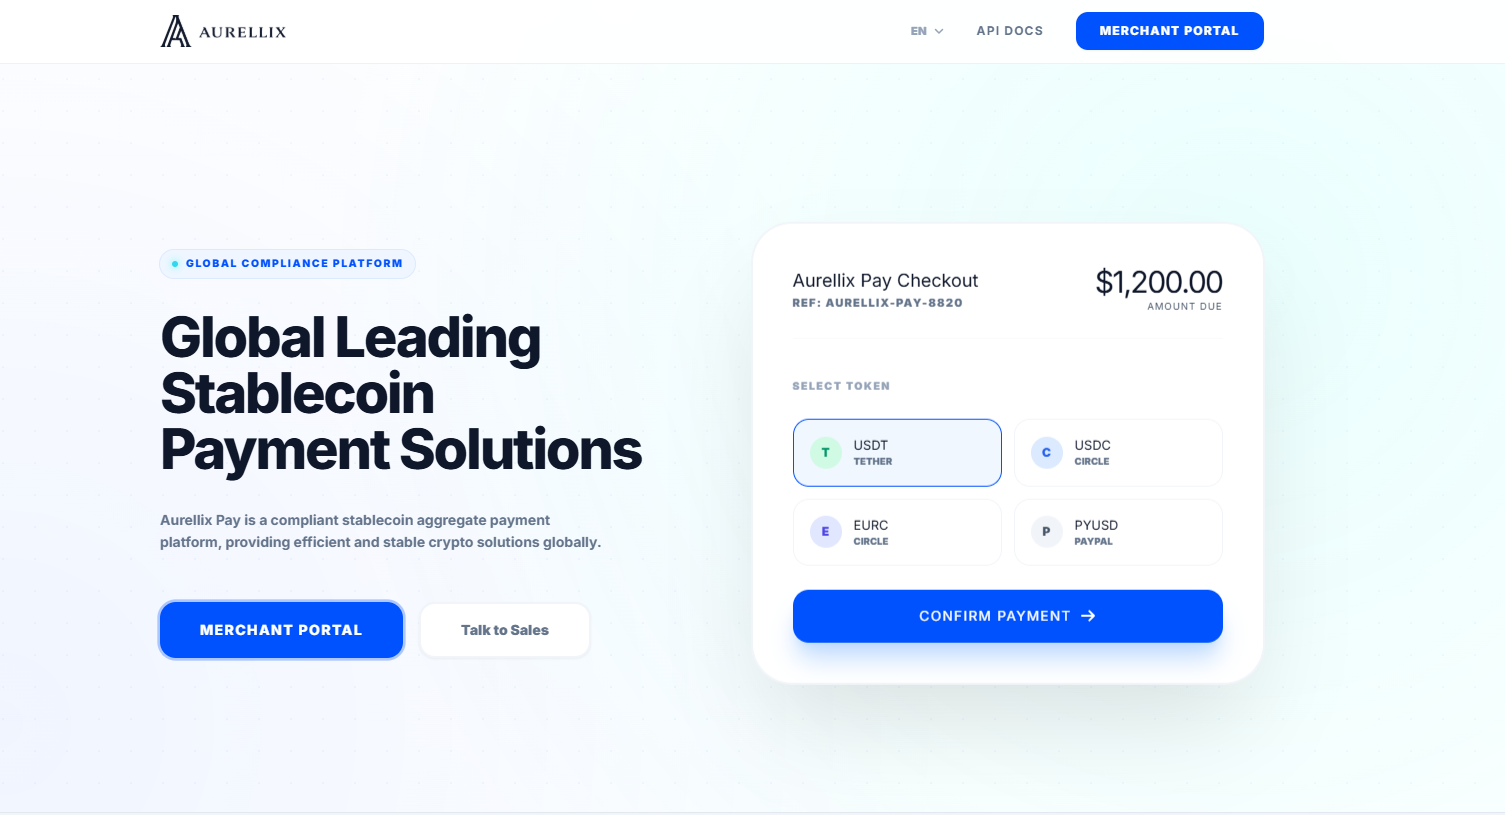 AURELLIX
EN
API DOCS
MERCHANT PORTAL
GLOBAL COMPLIANCE PLATFORM
Global Leading
Stablecoin
Payment Solutions
Aurellix Pay is a compliant stablecoin aggregate payment
platform, providing efficient and stable crypto solutions globally.
MERCHANT PORTAL
Talk to Sales
Aurellix Pay Checkout
REF: AURELLIX-PAY-8820
$1,200.00
AMOUNT DUE
SELECT TOKEN
T
USDT
TETHER
C
USDC
CIRCLE
E
EURC
CIRCLE
P
PYUSD
PAYPAL
CONFIRM PAYMENT →